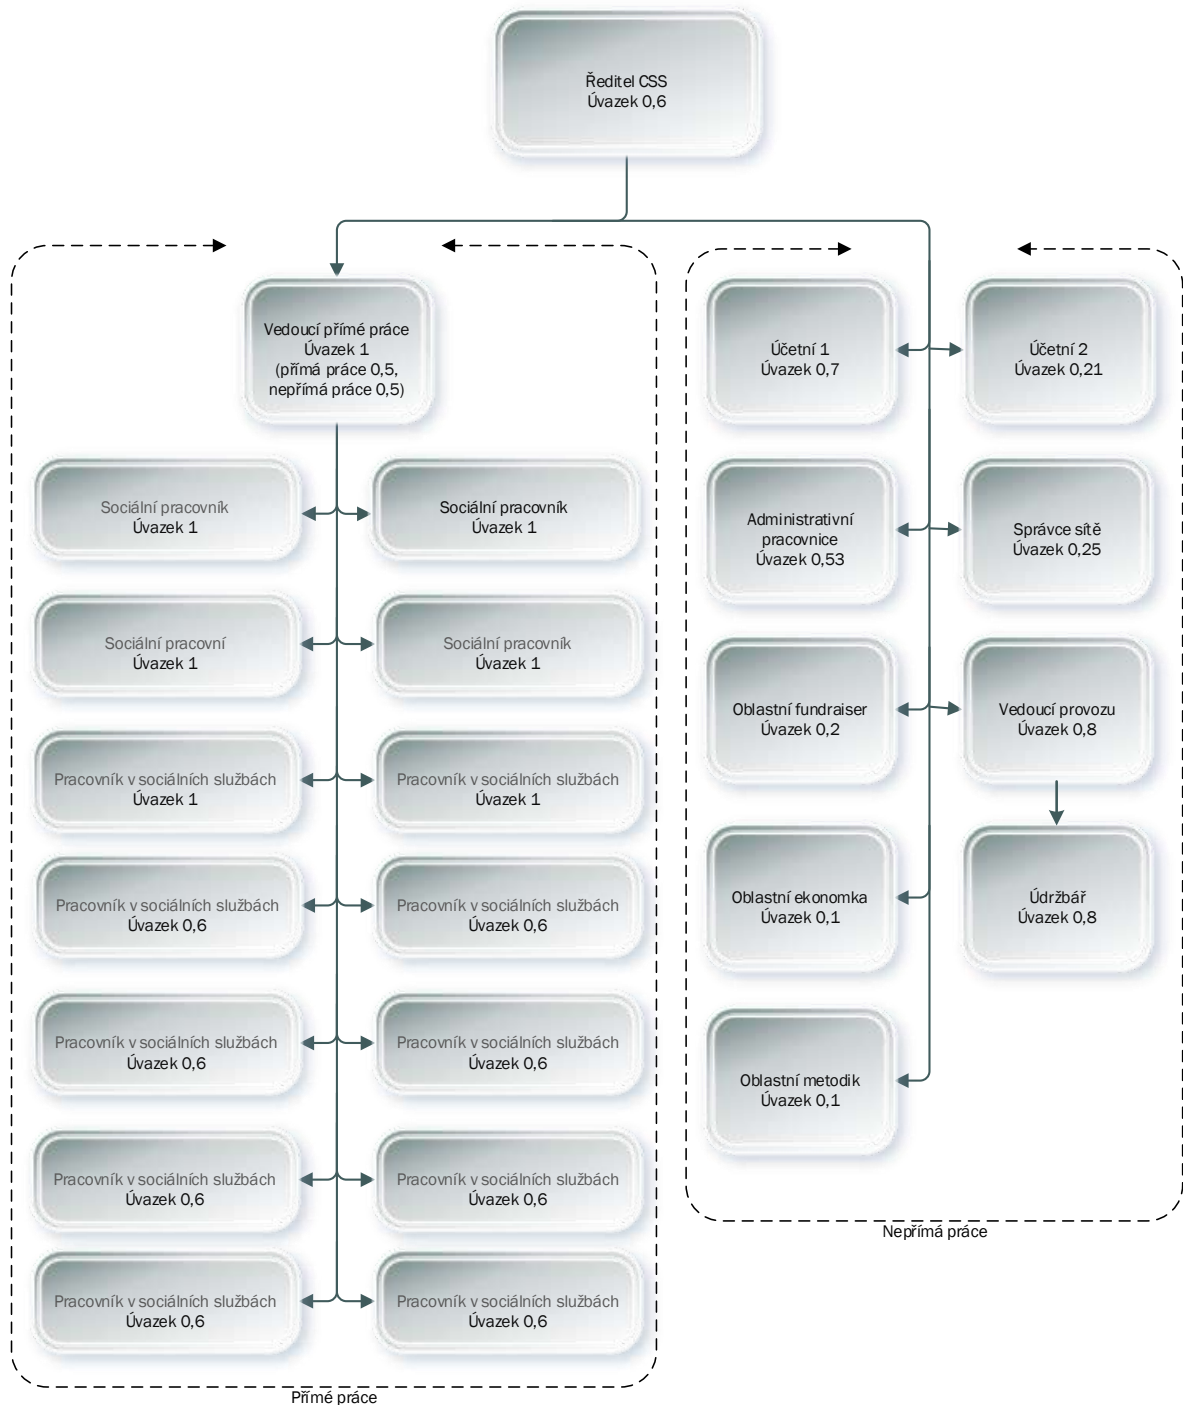 Ředitel CSS
Úvazek 0,6
Vedoucí přímé práce
Úvazek 1
(přímá práce 0,5,
nepřímá práce 0,5)
Sociální pracovník
Úvazek 1
Sociální pracovník
Úvazek 1
Sociální pracovní
Úvazek 1
Sociální pracovník
Úvazek 1
Pracovník v sociálních službách
Úvazek 1
Pracovník v sociálních službách
Úvazek 1
Pracovník v sociálních službách
Úvazek 0,6
Pracovník v sociálních službách
Úvazek 0,6
Pracovník v sociálních službách
Úvazek 0,6
Pracovník v sociálních službách
Úvazek 0,6
Pracovník v sociálních službách
Úvazek 0,6
Pracovník v sociálních službách
Úvazek 0,6
Pracovník v sociálních službách
Úvazek 0,6
Pracovník v sociálních službách
Úvazek 0,6
Přímé práce
Účetní 1
Úvazek 0,7
Účetní 2
Úvazek 0,21
Administrativní
pracovnice
Úvazek 0,53
Správce sítě
Úvazek 0,25
Oblastní fundraiser
Úvazek 0,2
Vedoucí provozu
Úvazek 0,8
Oblastní ekonomka
Úvazek 0,1
Údržbář
Úvazek 0,8
Oblastní metodik
Úvazek 0,1
Nepřímá práce